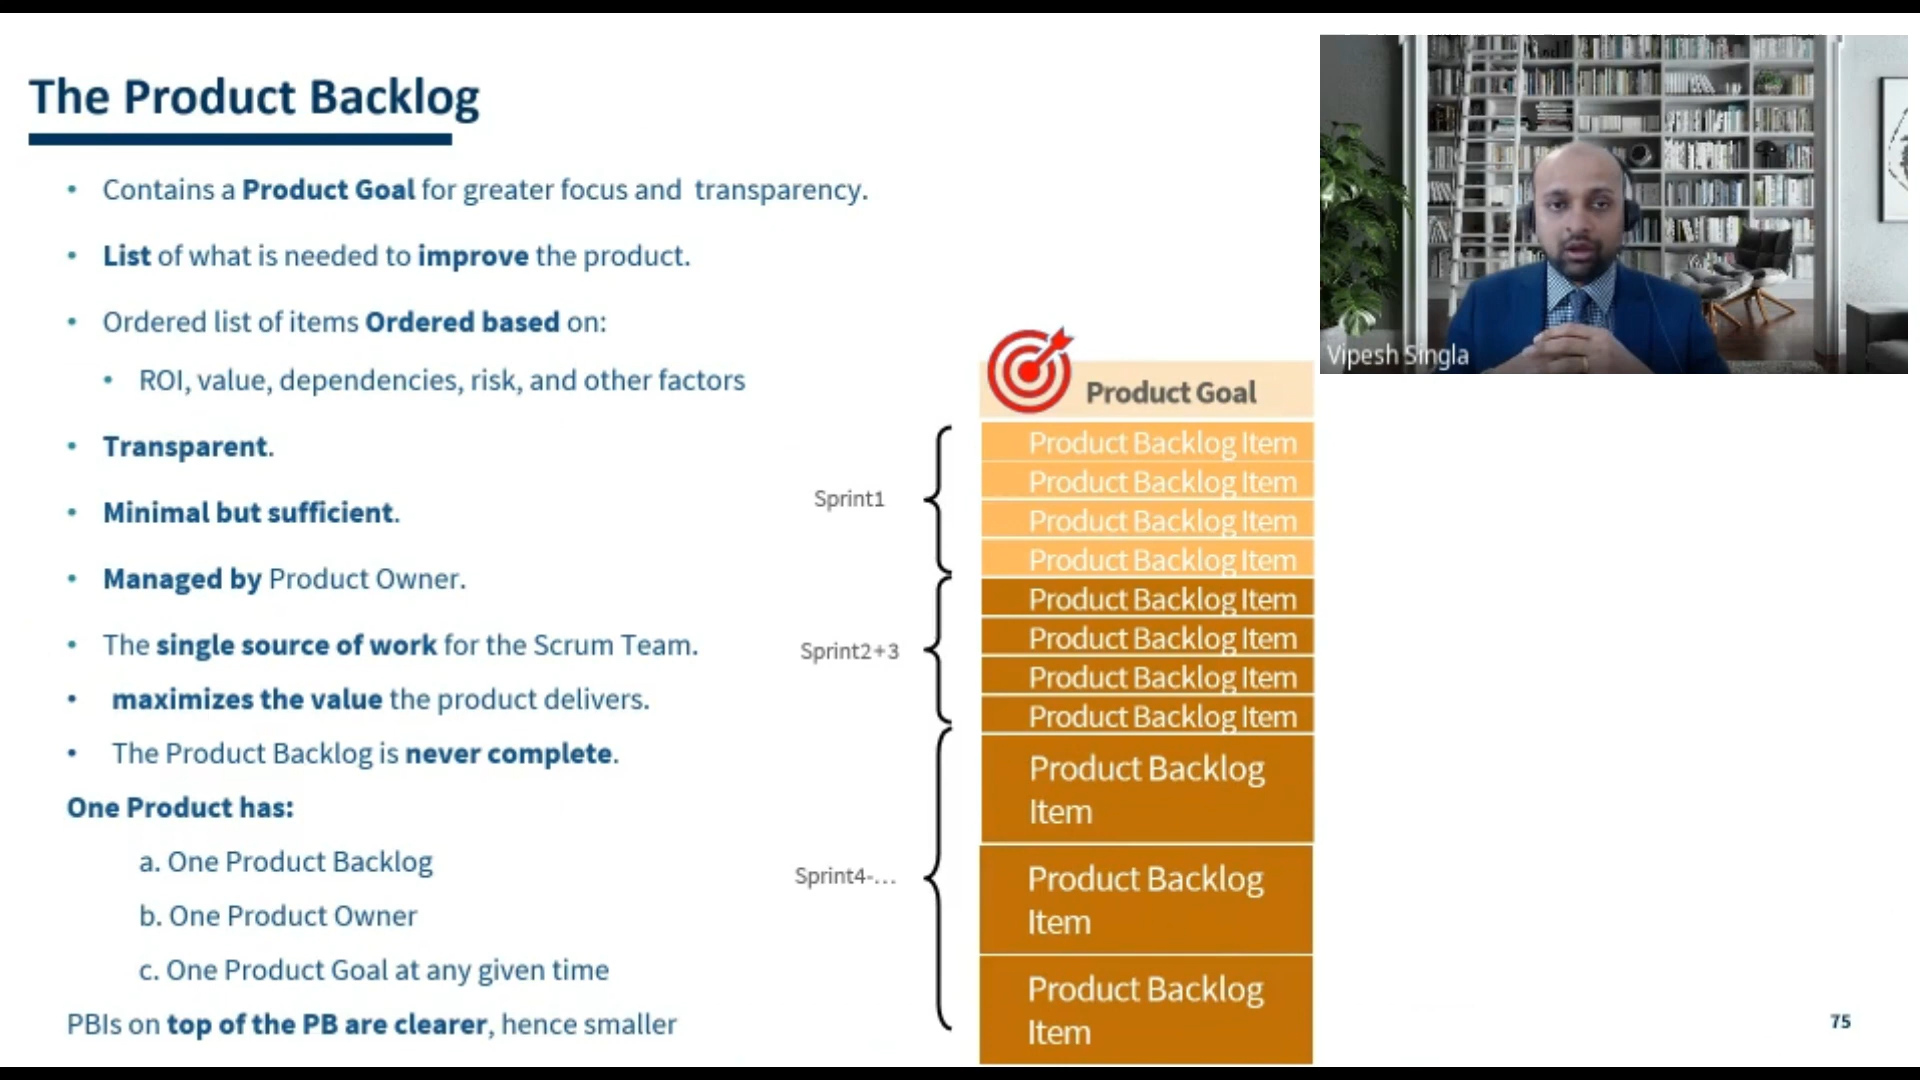 The Product Backlog
• Contains a Product Goal for greater focus and transparency.
• List of what is needed to improve the product.
• Ordered list of items Ordered based on:
• ROI, value, dependencies, risk, and other factors
• Transparent.
• Minimal but sufficient.
• Managed by Product Owner.
• The single source of work for the Scrum Team.
• maximizes the value the product delivers.
• The Product Backlog is never complete.
One Product has:
a. One Product Backlog
b. One Product Owner
c. One Product Goal at any given time
PBIs on top of the PB are clearer, hence smaller
Product Goal
Sprint1
Product Backlog Item
Product Backlog Item
Product Backlog Item
Product Backlog Item
Sprint2+3
Product Backlog Item
Product Backlog Item
Product Backlog Item
Product Backlog Item
Sprint4-...
Product Backlog
Item
Product Backlog
Item
Product Backlog
Item
Vipesh Singla
75